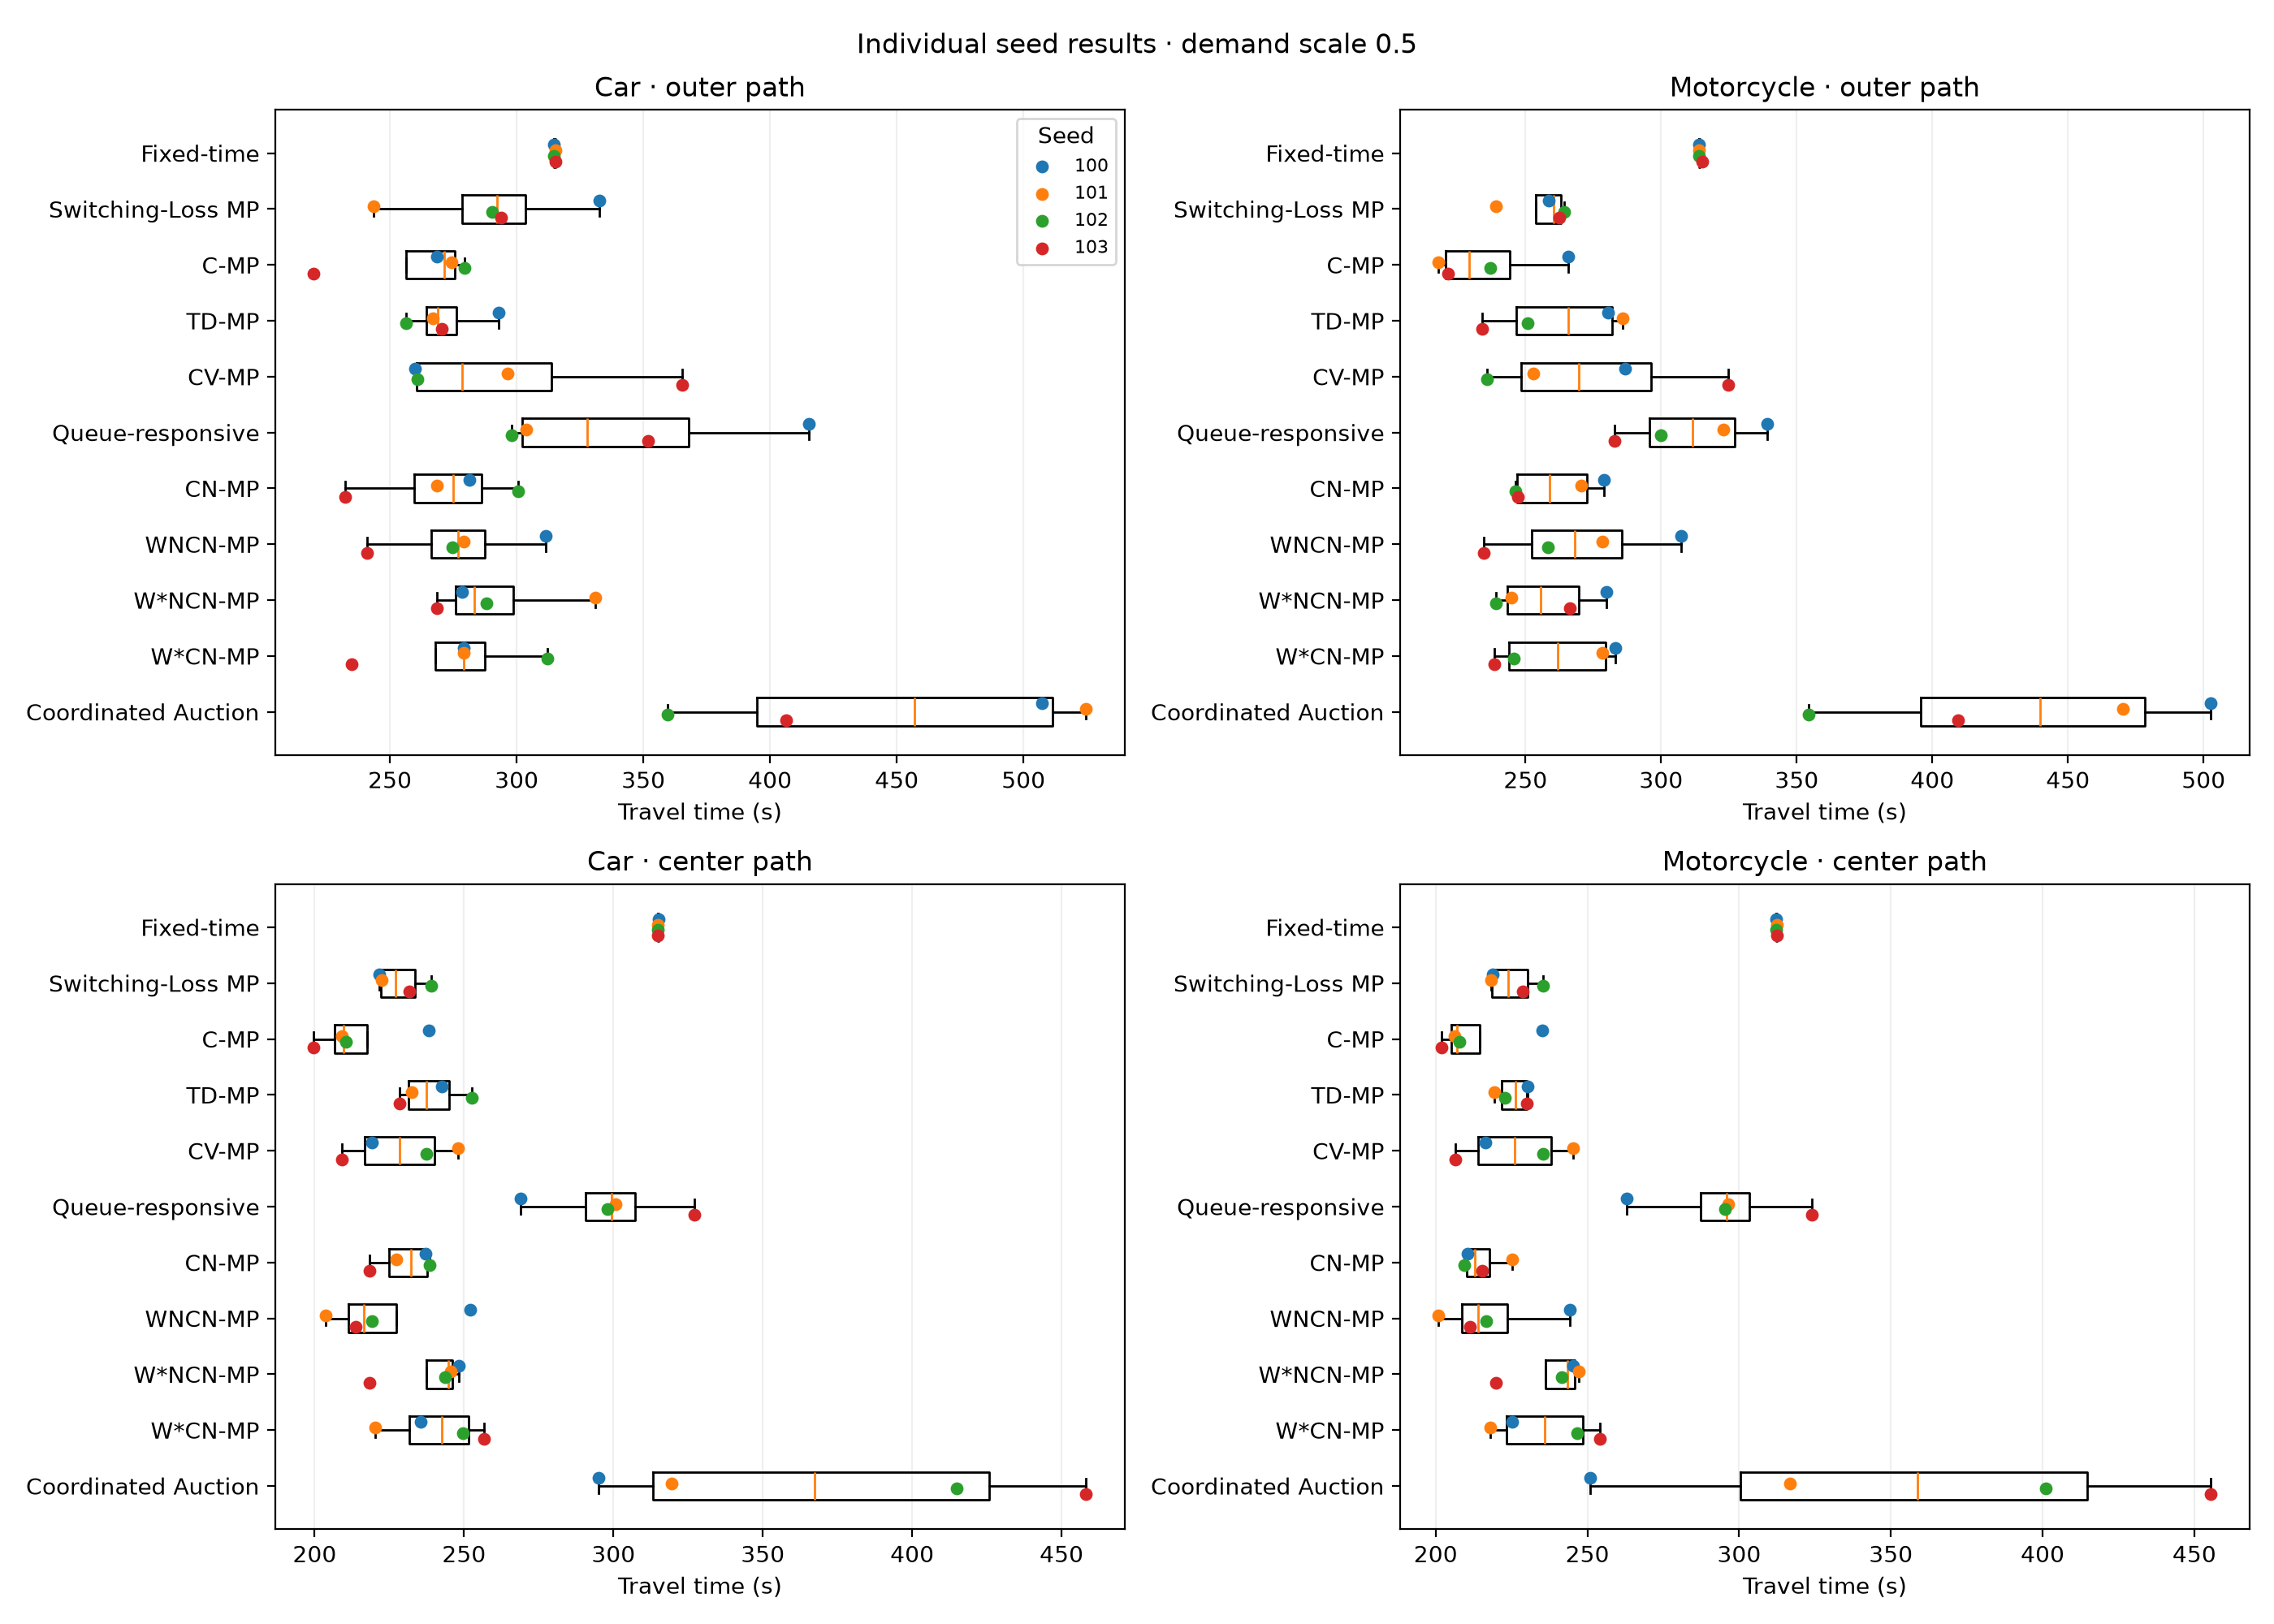 Individual seed results · demand scale 0.5
Car · outer path
Fixed-time
Switching-Loss MP
C-MP
TD-MP
CV-MP
Queue-responsive
CN-MP
WNCN-MP
W*NCN-MP
W*CN-MP
Coordinated Auction
Seed
100
101
102
103
250 300 350 400 450 500
Travel time (s)
Motorcycle · outer path
Fixed-time
Switching-Loss MP
C-MP
TD-MP
CV-MP
Queue-responsive
CN-MP
WNCN-MP
W*NCN-MP
W*CN-MP
Coordinated Auction
250 300 350 400 450 500
Travel time (s)
Car · center path
Fixed-time
Switching-Loss MP
C-MP
TD-MP
CV-MP
Queue-responsive
CN-MP
WNCN-MP
W*NCN-MP
W*CN-MP
Coordinated Auction
200 250 300 350 400 450
Travel time (s)
Motorcycle · center path
Fixed-time
Switching-Loss MP
C-MP
TD-MP
CV-MP
Queue-responsive
CN-MP
WNCN-MP
W*NCN-MP
W*CN-MP
Coordinated Auction
200 250 300 350 400 450
Travel time (s)